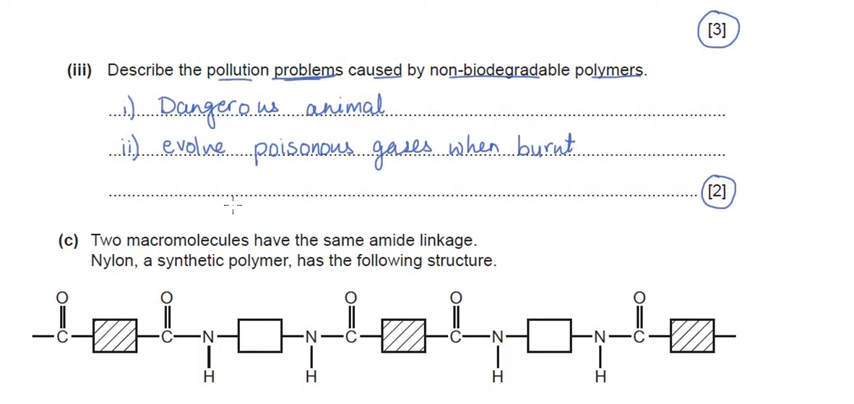 [3]
(iii) Describe the pollution problems caused by non-biodegradable polymers.
i) Dangerous animal
ii) evolve poisonous gases when burnt
[2]
(c) Two macromolecules have the same amide linkage.
Nylon, a synthetic polymer, has the following structure.
O O O O O
C C N N C C N N C
H H H H